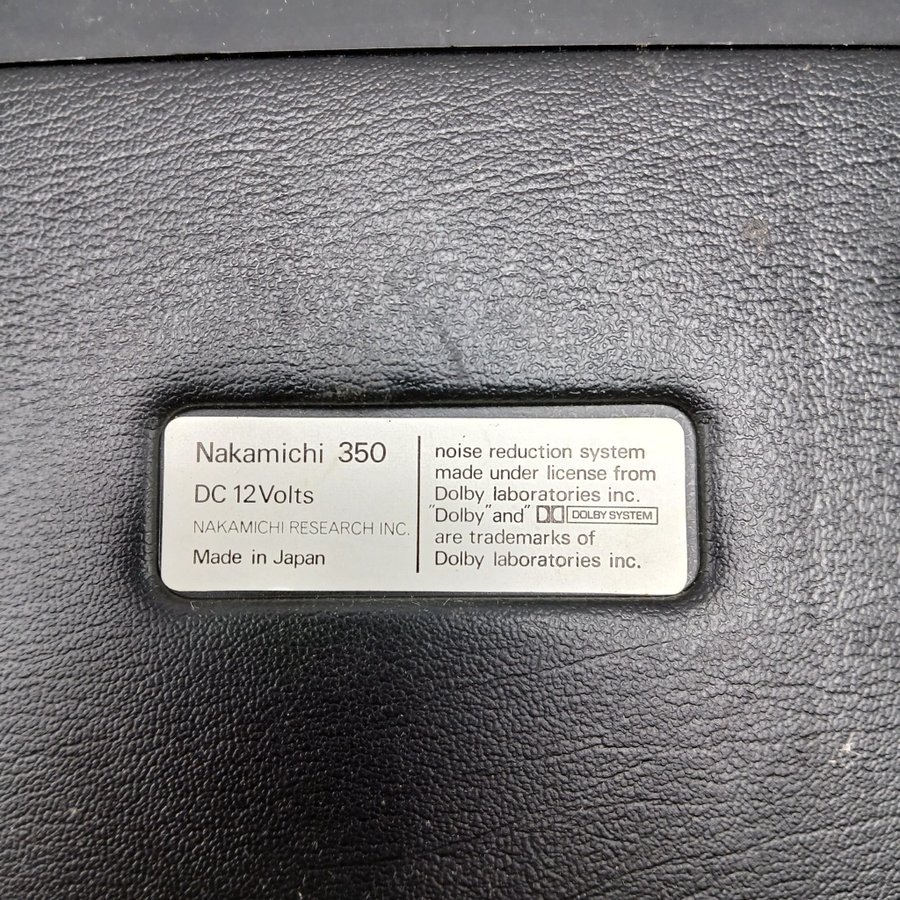 Nakamichi 350
DC 12Volts
NAKAMICHI RESEARCH INC.
Made in Japan
noise reduction system
made under license from
Dolby laboratories inc.
"Dolby"and" DOLBY SYSTEM
are trademarks of
Dolby laboratories inc.